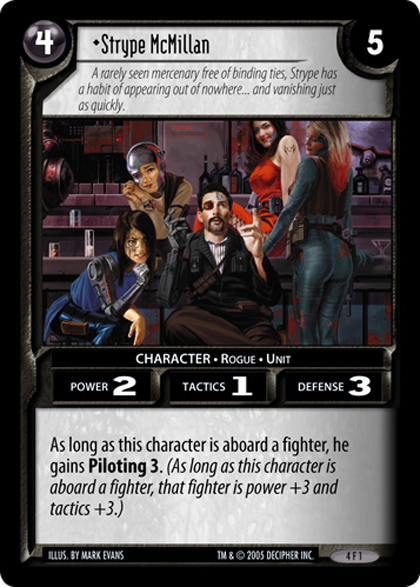 4 •Strype McMillan 5
A rarely seen mercenary free of binding ties, Strype has
a habit of appearing out of nowhere... and vanishing just
as quickly.
CHARACTER • ROGUE • UNIT
POWER 2 TACTICS 1 DEFENSE 3
As long as this character is aboard a fighter, he
gains Piloting 3. (As long as this character is
aboard a fighter, that fighter is power +3 and
tactics +3.)
ILLUS. BY MARK EVANS TM & © 2005 DECIPHER INC. 4 F 1